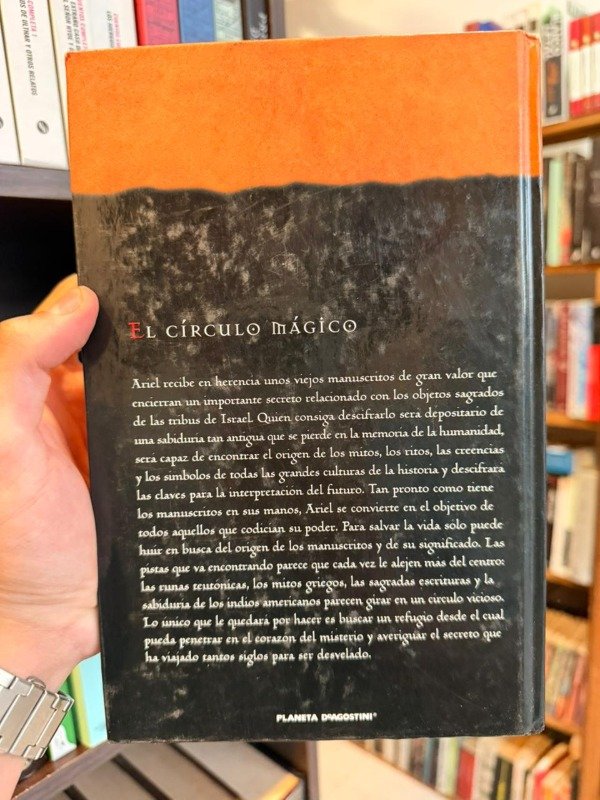 COMPLETA 1
EL CÍRCULO MÁGICO
Ariel recibe en herencia unos viejos manuscritos de gran valor que
encierran un importante secreto relacionado con los objetos sagrados
de las tribus de Israel. Quien consiga descifrarlo será depositario de
una sabiduría tan antigua que se pierde en la memoria de la humanidad,
será capaz de encontrar el origen de los mitos, los ritos, las creencias
y los símbolos de todas las grandes culturas de la historia y descifrará
las claves para la interpretación del futuro. Tan pronto como tiene
los manuscritos en sus manos, Ariel se convierte en el objetivo de
todos aquellos que codician su poder. Para salvar la vida sólo puede
huir en busca del origen de los manuscritos y de su significado. Las
pistas que va encontrando parece que cada vez le alejen más del centro:
las runas teutónicas, los mitos griegos, las sagradas escrituras y la
sabiduría de los indios americanos parecen girar en un círculo vicioso.
Lo único que le quedará por hacer es buscar un refugio desde el cual
pueda penetrar en el corazón del misterio y averiguar el secreto que
ha viajado tantos siglos para ser desvelado.
PLANETA DEAGOSTINI®